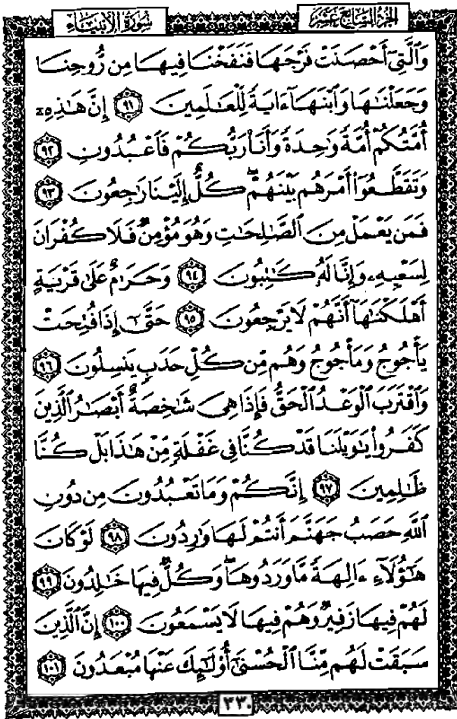 الجزء السابع عشر
سورة الأنبياء
وَٱلَّتِىٓ أَحْصَنَتْ فَرْجَهَا فَنَفَخْنَا فِيهَا مِن رُّوحِنَا
وَجَعَلْنَـٰهَا وَٱبْنَهَآ ءَايَةً لِّلْعَـٰلَمِينَ ٩١ إِنَّ هَـٰذِهِۦٓ
أُمَّتُكُمْ أُمَّةً وَٰحِدَةً وَأَنَا۠ رَبُّكُمْ فَٱعْبُدُونِ ٩٢
وَتَقَطَّعُوٓا۟ أَمْرَهُم بَيْنَهُمْ ۖ كُلٌّ إِلَيْنَا رَٰجِعُونَ ٩٣
فَمَن يَعْمَلْ مِنَ ٱلصَّـٰلِحَـٰتِ وَهُوَ مُؤْمِنٌ فَلَا كُفْرَانَ
لِسَعْيِهِۦ وَإِنَّا لَهُۥ كَـٰتِبُونَ ٩٤ وَحَرَٰمٌ عَلَىٰ قَرْيَةٍ
أَهْلَكْنَـٰهَآ أَنَّهُمْ لَا يَرْجِعُونَ ٩٥ حَتَّىٰٓ إِذَا فُتِحَتْ
يَأْجُوجُ وَمَأْجُوجُ وَهُم مِّن كُلِّ حَدَبٍ يَنسِلُونَ ٩٦
وَٱقْتَرَبَ ٱلْوَعْدُ ٱلْحَقُّ فَإِذَا هِىَ شَـٰخِصَةٌ أَبْصَـٰرُ ٱلَّذِينَ
كَفَرُوا۟ يَـٰوَيْلَنَا قَدْ كُنَّا فِى غَفْلَةٍ مِّنْ هَـٰذَا بَلْ كُنَّا
ظَـٰلِمِينَ ٩٧ إِنَّكُمْ وَمَا تَعْبُدُونَ مِن دُونِ
ٱللَّهِ حَصَبُ جَهَنَّمَ أَنتُمْ لَهَا وَٰرِدُونَ ٩٨ لَوْ كَانَ
هَـٰٓؤُلَآءِ ءَالِهَةً مَّا وَرَدُوهَا ۖ وَكُلٌّ فِيهَا خَـٰلِدُونَ ٩٩
لَهُمْ فِيهَا زَفِيرٌ وَهُمْ فِيهَا لَا يَسْمَعُونَ ١٠٠ إِنَّ ٱلَّذِينَ
سَبَقَتْ لَهُم مِّنَّا ٱلْحُسْنَىٰٓ أُو۟لَـٰٓئِكَ عَنْهَا مُبْعَدُونَ ١٠١
٣٣٠